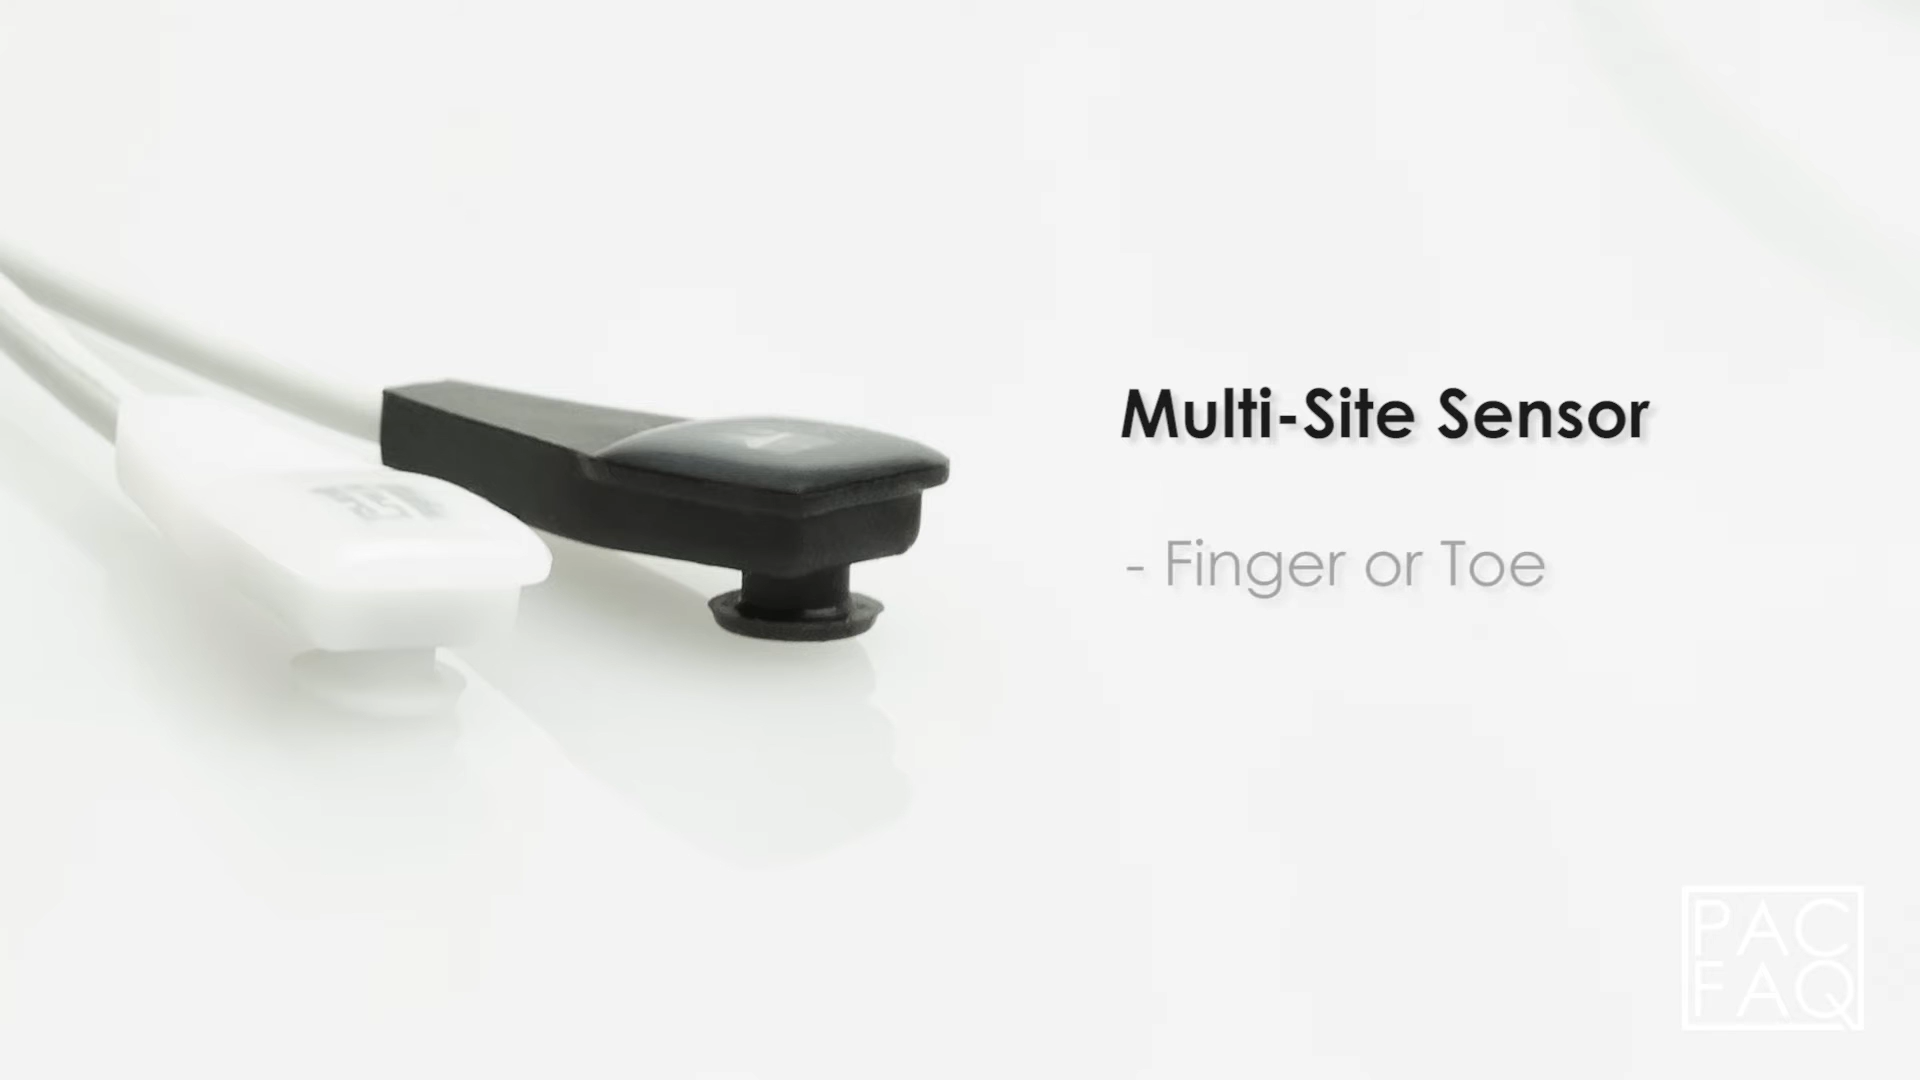 Multi-Site Sensor
- Finger or Toe
PAC
FAQ